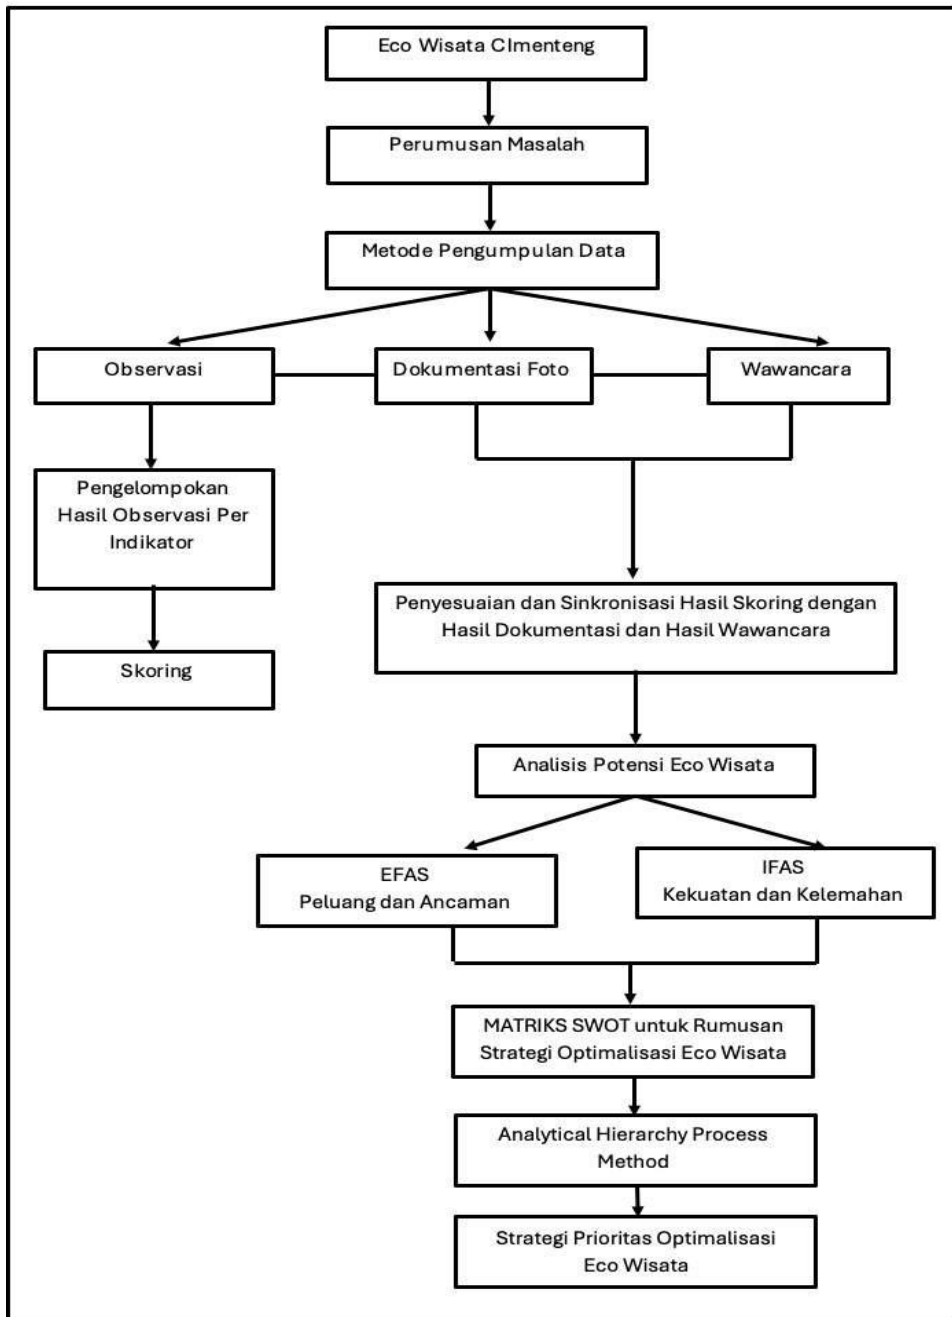 Eco Wisata CImenteng
Perumusan Masalah
Metode Pengumpulan Data
Observasi
Dokumentasi Foto
Wawancara
Pengelompokan
Hasil Observasi Per
Indikator
Skoring
Penyesuaian dan Sinkronisasi Hasil Skoring dengan
Hasil Dokumentasi dan Hasil Wawancara
Analisis Potensi Eco Wisata
EFAS
Peluang dan Ancaman
IFAS
Kekuatan dan Kelemahan
MATRIKS SWOT untuk Rumusan
Strategi Optimalisasi Eco Wisata
Analytical Hierarchy Process
Method
Strategi Prioritas Optimalisasi
Eco Wisata